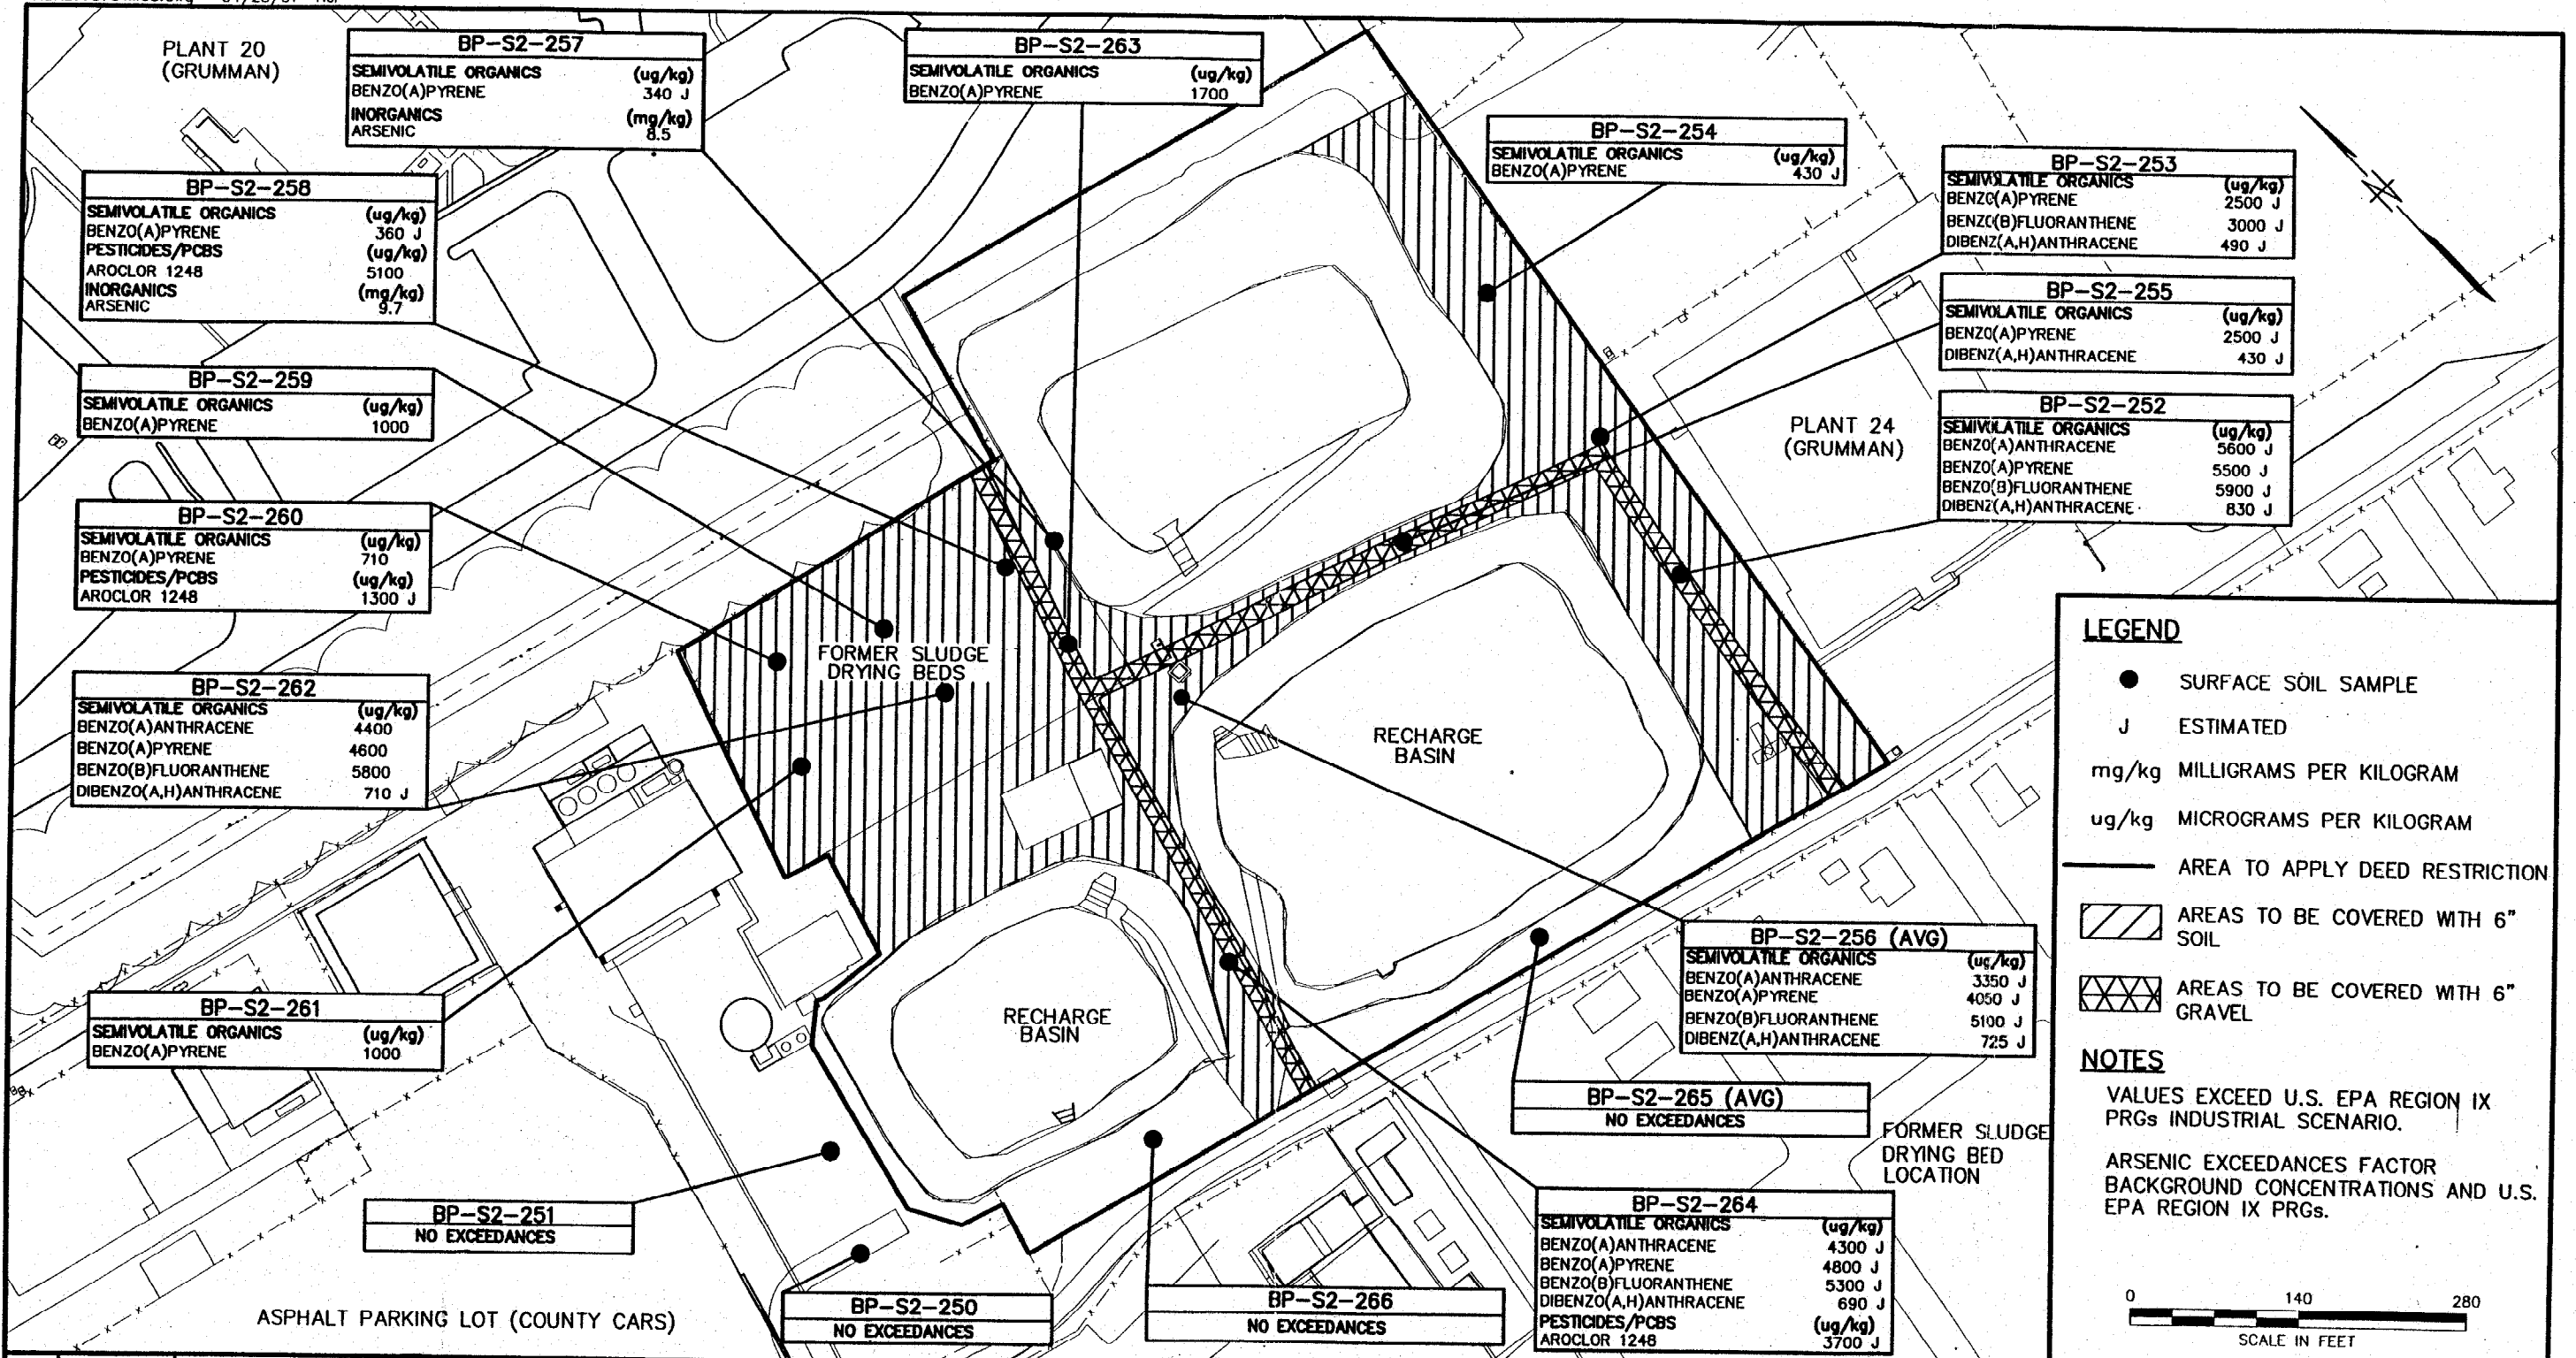 PLANT 20
(GRUMMAN)
BP-S2-257
SEMIVOLATILE ORGANICS (ug/kg)
BENZO(A)PYRENE 340 J
INORGANICS (mg/kg)
ARSENIC 8.5
BP-S2-263
SEMIVOLATILE ORGANICS (ug/kg)
BENZO(A)PYRENE 1700
BP-S2-254
SEMIVOLATILE ORGANICS (ug/kg)
BENZO(A)PYRENE 430 J
BP-S2-253
SEMIVOLATILE ORGANICS (ug/kg)
BENZO(A)PYRENE 2500 J
BENZO(B)FLUORANTHENE 3000 J
DIBENZ(A,H)ANTHRACENE 490 J
BP-S2-258
SEMIVOLATILE ORGANICS (ug/kg)
BENZO(A)PYRENE 360 J
PESTICIDES/PCBS (ug/kg)
AROCLOR 1248 5100
INORGANICS (mg/kg)
ARSENIC 9.7
BP-S2-255
SEMIVOLATILE ORGANICS (ug/kg)
BENZO(A)PYRENE 2500 J
DIBENZ(A,H)ANTHRACENE 430 J
BP-S2-259
SEMIVOLATILE ORGANICS (ug/kg)
BENZO(A)PYRENE 1000
PLANT 24
(GRUMMAN)
BP-S2-252
SEMIVOLATILE ORGANICS (ug/kg)
BENZO(A)ANTHRACENE 5600 J
BENZO(A)PYRENE 5500 J
BENZO(B)FLUORANTHENE 5900 J
DIBENZ(A,H)ANTHRACENE 830 J
BP-S2-260
SEMIVOLATILE ORGANICS (ug/kg)
BENZO(A)PYRENE 710
PESTICIDES/PCBS (ug/kg)
AROCLOR 1248 1300 J
FORMER SLUDGE
DRYING BEDS
BP-S2-262
SEMIVOLATILE ORGANICS (ug/kg)
BENZO(A)ANTHRACENE 4400
BENZO(A)PYRENE 4600
BENZO(B)FLUORANTHENE 5800
DIBENZO(A,H)ANTHRACENE 710 J
RECHARGE
BASIN
BP-S2-261
SEMIVOLATILE ORGANICS (ug/kg)
BENZO(A)PYRENE 1000
RECHARGE
BASIN
BP-S2-256 (AVG)
SEMIVOLATILE ORGANICS (ug/kg)
BENZO(A)ANTHRACENE 3350 J
BENZO(A)PYRENE 4050 J
BENZO(B)FLUORANTHENE 5100 J
DIBENZ(A,H)ANTHRACENE 725 J
BP-S2-265 (AVG)
NO EXCEEDANCES
FORMER SLUDGE
DRYING BED
LOCATION
BP-S2-251
NO EXCEEDANCES
BP-S2-264
SEMIVOLATILE ORGANICS (ug/kg)
BENZO(A)ANTHRACENE 4300 J
BENZO(A)PYRENE 4800 J
BENZO(B)FLUORANTHENE 5300 J
DIBENZO(A,H)ANTHRACENE 690 J
PESTICIDES/PCBS (ug/kg)
AROCLOR 1248 3700 J
BP-S2-250
NO EXCEEDANCES
BP-S2-266
NO EXCEEDANCES
ASPHALT PARKING LOT (COUNTY CARS)
LEGEND
SURFACE SOIL SAMPLE
J ESTIMATED
mg/kg MILLIGRAMS PER KILOGRAM
ug/kg MICROGRAMS PER KILOGRAM
AREA TO APPLY DEED RESTRICTION
AREAS TO BE COVERED WITH 6"
SOIL
AREAS TO BE COVERED WITH 6"
GRAVEL
NOTES
VALUES EXCEED U.S. EPA REGION IX
PRGs INDUSTRIAL SCENARIO.
ARSENIC EXCEEDANCES FACTOR
BACKGROUND CONCENTRATIONS AND U.S.
EPA REGION IX PRGs.
0 140 280
SCALE IN FEET